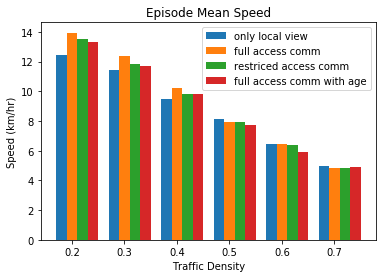 Episode Mean Speed
only local view
full access comm
restriced access comm
full access comm with age
Speed (km/hr)
14
12
10
8
6
4
2
0
0.2 0.3 0.4 0.5 0.6 0.7
Traffic Density